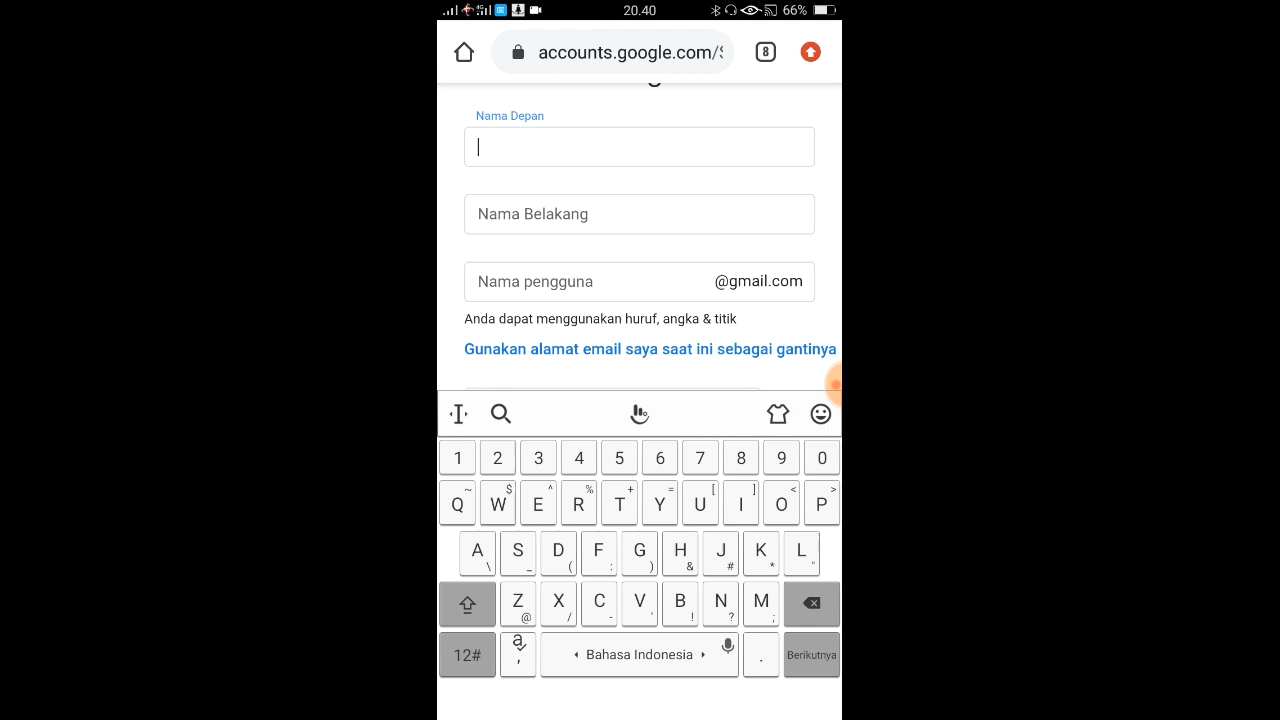 20.40
66%
accounts.google.com/
8
Nama Depan
Nama Belakang
Nama pengguna @gmail.com
Anda dapat menggunakan huruf, angka & titik
Gunakan alamat email saya saat ini sebagai gantinya
1 2 3 4 5 6 7 8 9 0
~ $ ^ % + = [ ] < >
Q W E R T Y U I O P
A S D F G H J K L
\ _ ( : ) & # * "
Z X C V B N M
@ / - ' ! ? ;
12# a , Bahasa Indonesia . Berikutnya